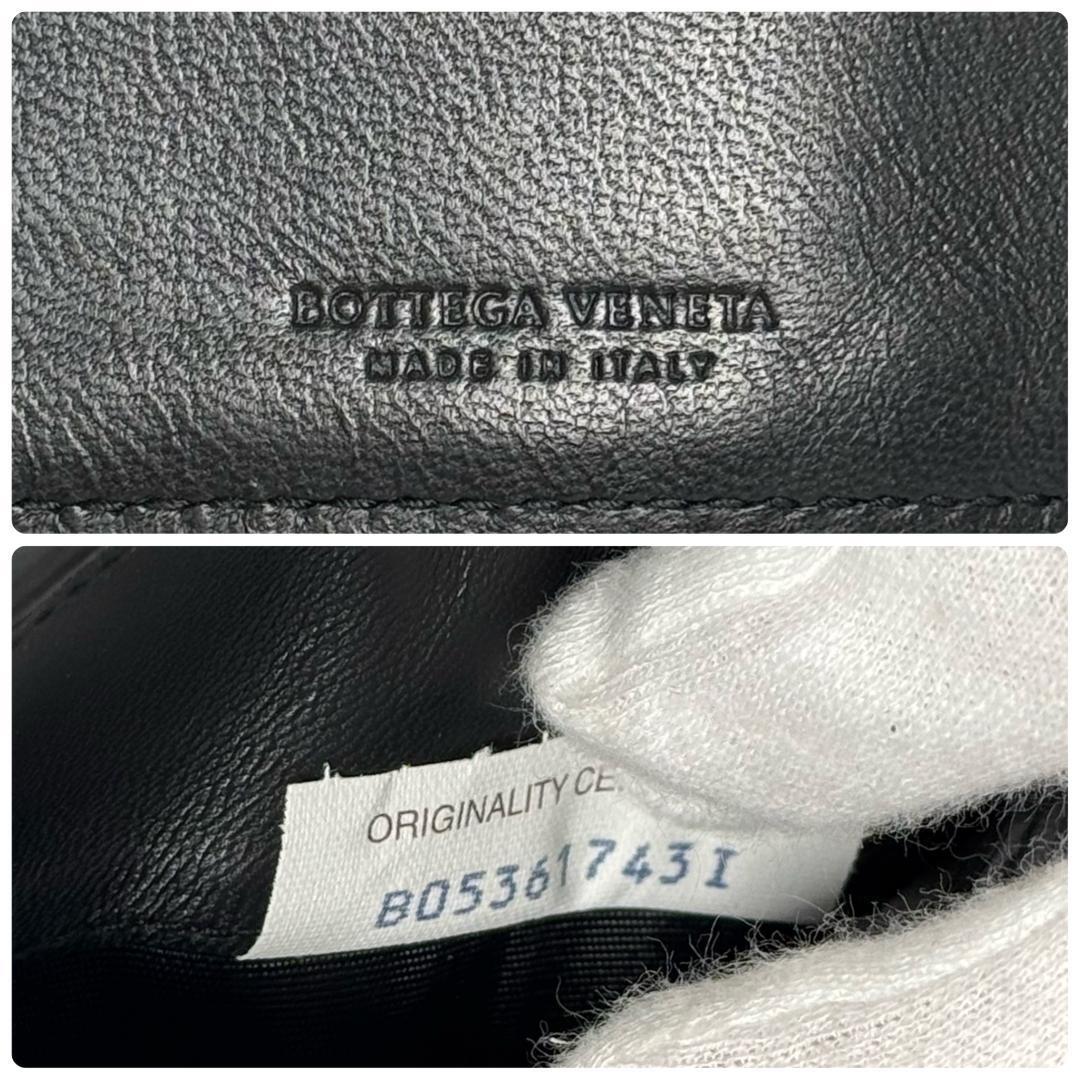 BOTTEGA VENETA
MADE IN ITALY
ORIGINALITY CE
B05361743I